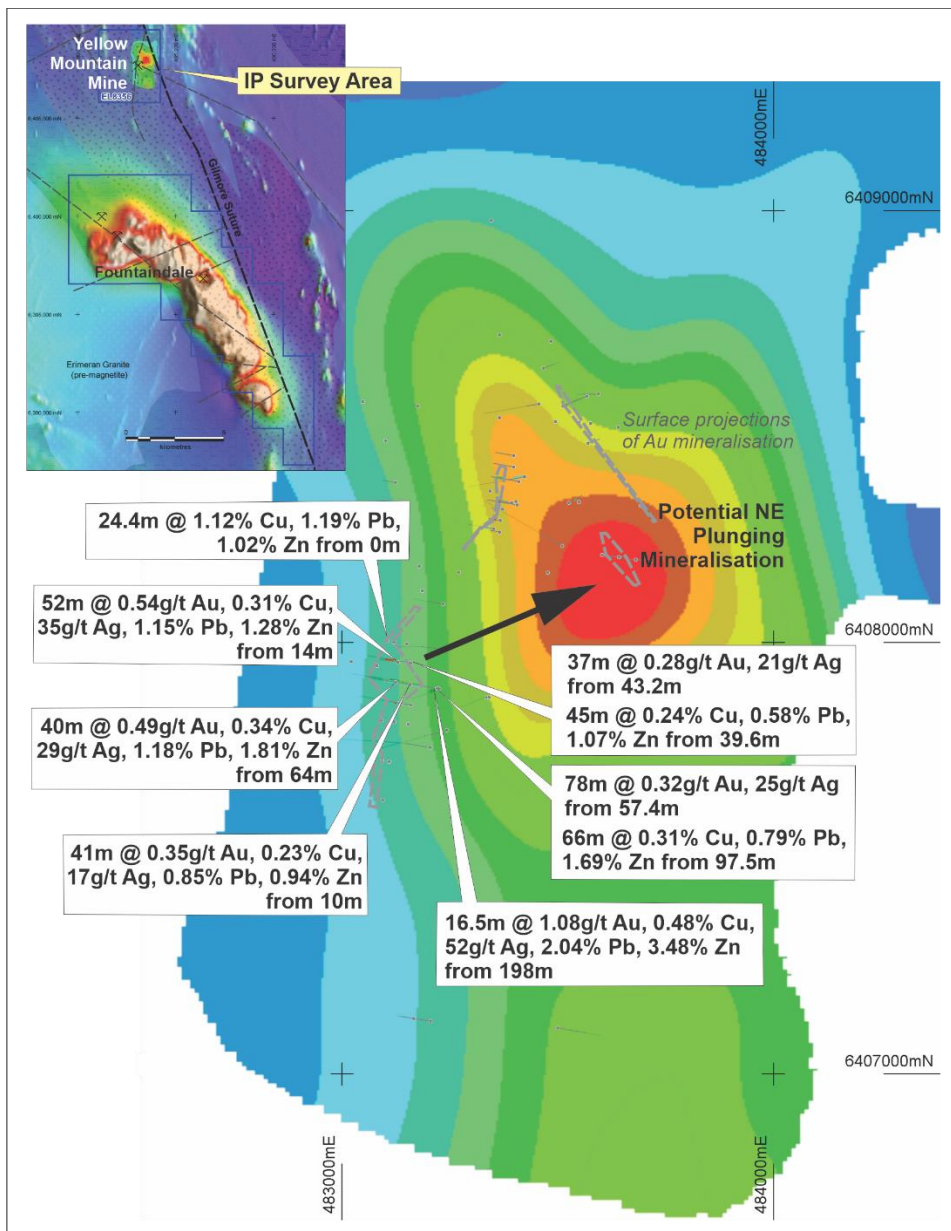 Yellow
Mountain
Mine
EL8356
IP Survey Area
Gilmore Suture
Fountaindale
Erimeran Granite
(pre-magnetite)
kilometres
484000mE
6409000mN
Surface projections
of Au mineralisation
Potential NE
Plunging
Mineralisation
24.4m @ 1.12% Cu, 1.19% Pb,
1.02% Zn from 0m
52m @ 0.54g/t Au, 0.31% Cu,
35g/t Ag, 1.15% Pb, 1.28% Zn
from 14m
6408000mN
37m @ 0.28g/t Au, 21g/t Ag
from 43.2m
45m @ 0.24% Cu, 0.58% Pb,
1.07% Zn from 39.6m
40m @ 0.49g/t Au, 0.34% Cu,
29g/t Ag, 1.18% Pb, 1.81% Zn
from 64m
78m @ 0.32g/t Au, 25g/t Ag
from 57.4m
66m @ 0.31% Cu, 0.79% Pb,
1.69% Zn from 97.5m
41m @ 0.35g/t Au, 0.23% Cu,
17g/t Ag, 0.85% Pb, 0.94% Zn
from 10m
16.5m @ 1.08g/t Au, 0.48% Cu,
52g/t Ag, 2.04% Pb, 3.48% Zn
from 198m
6407000mN
483000mE
484000mE